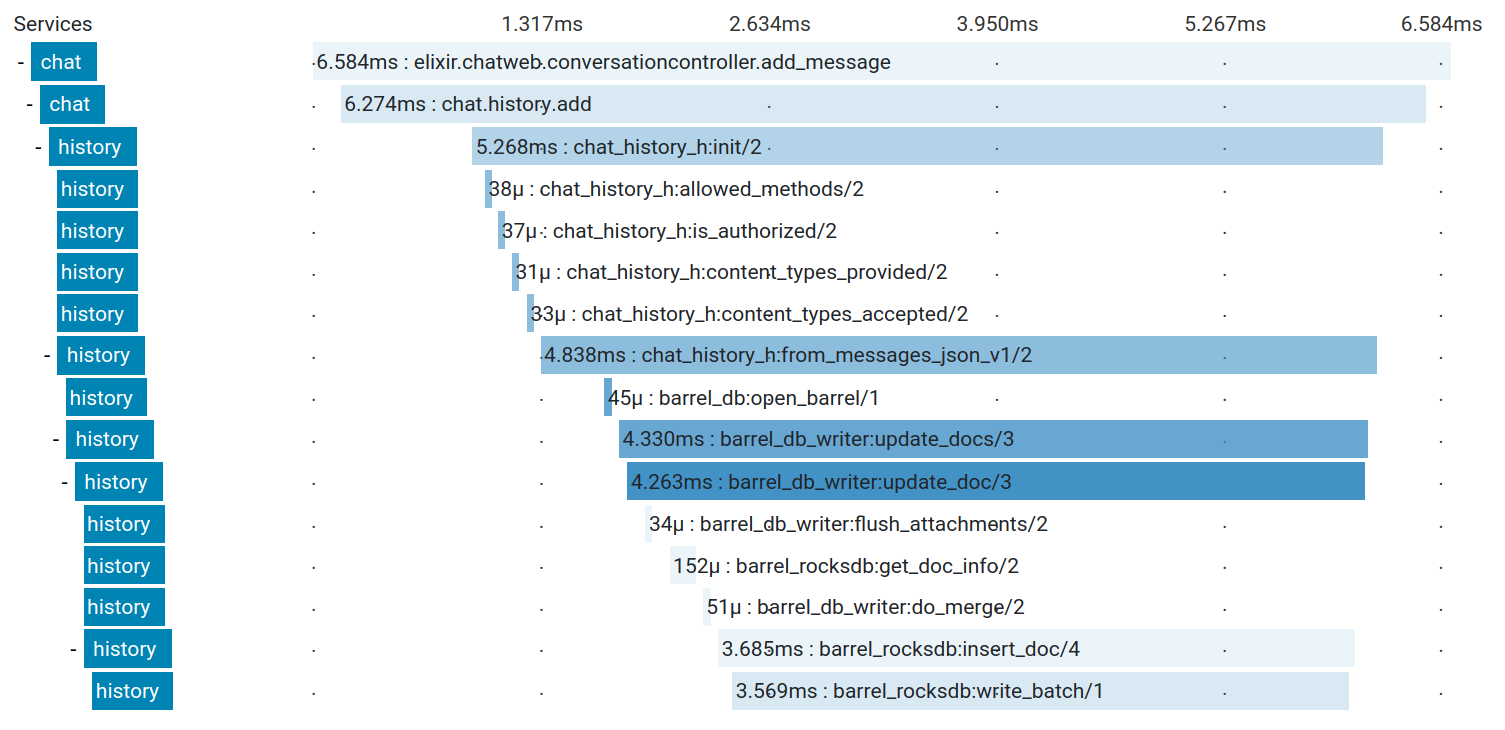 Services 1.317ms 2.634ms 3.950ms 5.267ms 6.584ms
- chat 6.584ms : elixir.chatweb.conversationcontroller.add_message
- chat 6.274ms : chat.history.add
- history 5.268ms : chat_history_h:init/2
history 38μ : chat_history_h:allowed_methods/2
history 37μ : chat_history_h:is_authorized/2
history 31μ : chat_history_h:content_types_provided/2
history 33μ : chat_history_h:content_types_accepted/2
- history 4.838ms : chat_history_h:from_messages_json_v1/2
history 45μ : barrel_db:open_barrel/1
- history 4.330ms : barrel_db_writer:update_docs/3
- history 4.263ms : barrel_db_writer:update_doc/3
history 34μ : barrel_db_writer:flush_attachments/2
history 152μ : barrel_rocksdb:get_doc_info/2
history 51μ : barrel_db_writer:do_merge/2
- history 3.685ms : barrel_rocksdb:insert_doc/4
history 3.569ms : barrel_rocksdb:write_batch/1